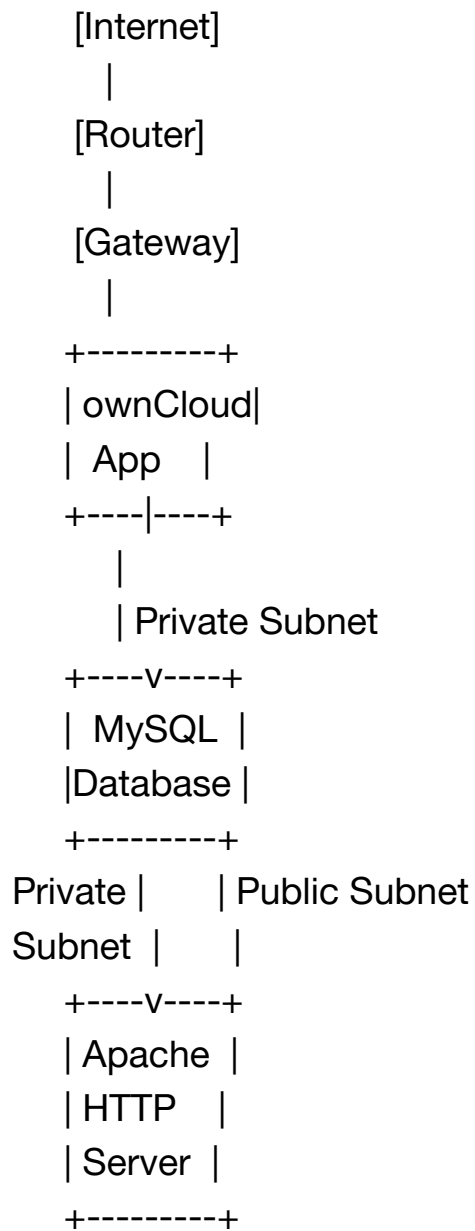 [Internet]
|
[Router]
|
[Gateway]
|
+---------+
| ownCloud|
| App |
+----|----+
|
| Private Subnet
+----v----+
| MySQL |
|Database |
+---------+
Private | | Public Subnet
Subnet | |
+----v----+
| Apache |
| HTTP |
| Server |
+---------+